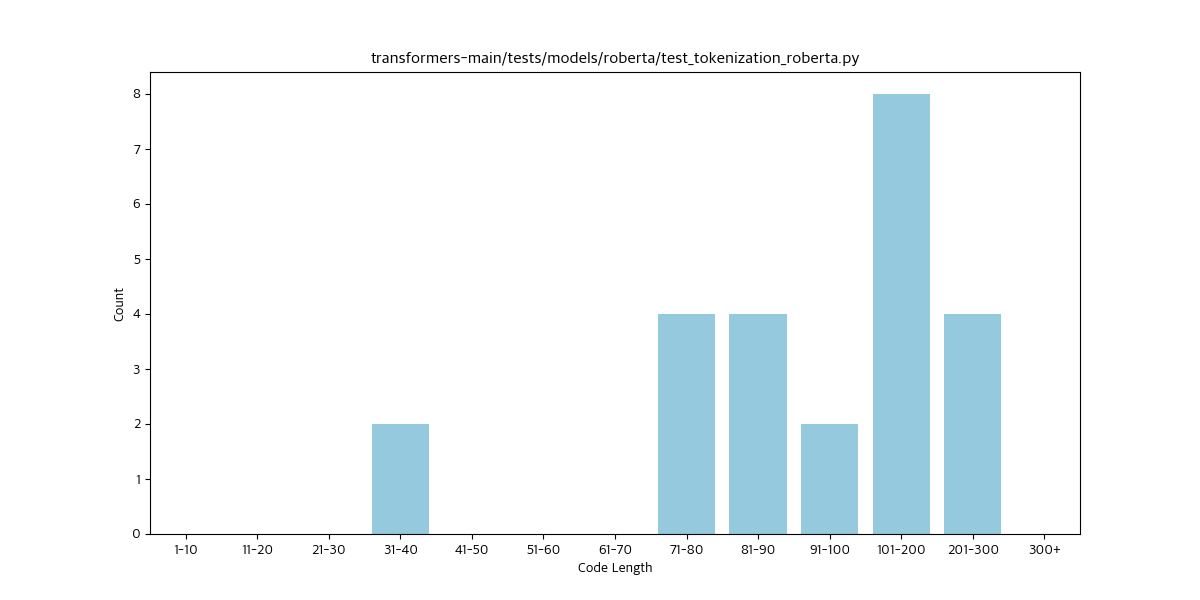 transformers-main/tests/models/roberta/test_tokenization_roberta.py
8
7
6
5
4
3
2
1
0
Count
1-10 11-20 21-30 31-40 41-50 51-60 61-70 71-80 81-90 91-100 101-200 201-300 300+
Code Length